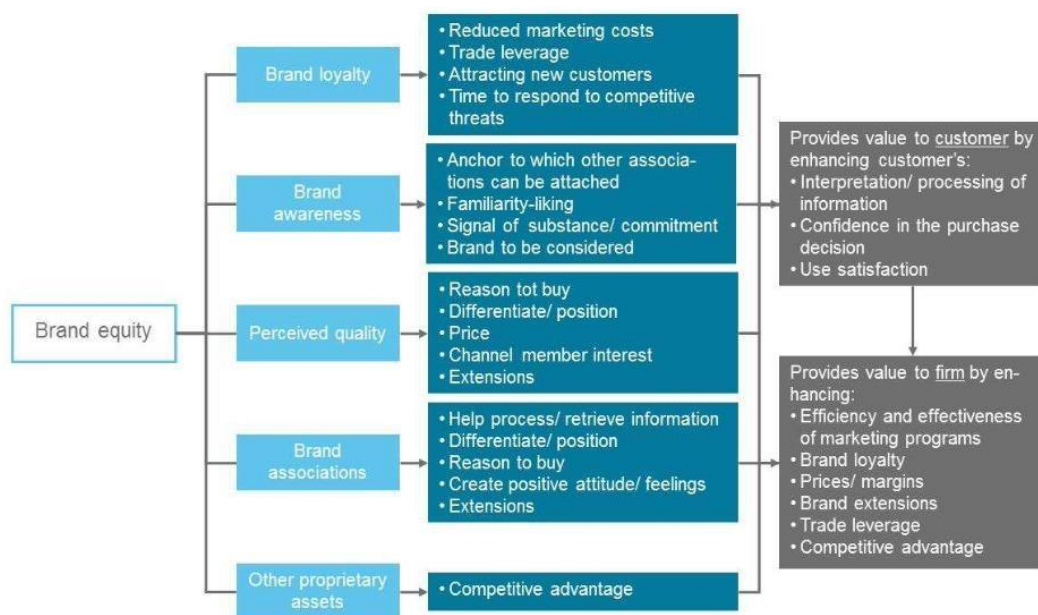 Brand equity
Brand loyalty
• Reduced marketing costs
• Trade leverage
• Attracting new customers
• Time to respond to competitive
threats
Brand
awareness
• Anchor to which other associa-
tions can be attached
• Familiarity-liking
• Signal of substance/ commitment
• Brand to be considered
Perceived quality
• Reason tot buy
• Differentiate/ position
• Price
• Channel member interest
• Extensions
Brand
associations
• Help process/ retrieve information
• Differentiate/ position
• Reason to buy
• Create positive attitude/ feelings
• Extensions
Other proprietary
assets
• Competitive advantage
Provides value to customer by
enhancing customer's:
• Interpretation/ processing of
information
• Confidence in the purchase
decision
• Use satisfaction
Provides value to firm by en-
hancing:
• Efficiency and effectiveness
of marketing programs
• Brand loyalty
• Prices/ margins
• Brand extensions
• Trade leverage
• Competitive advantage